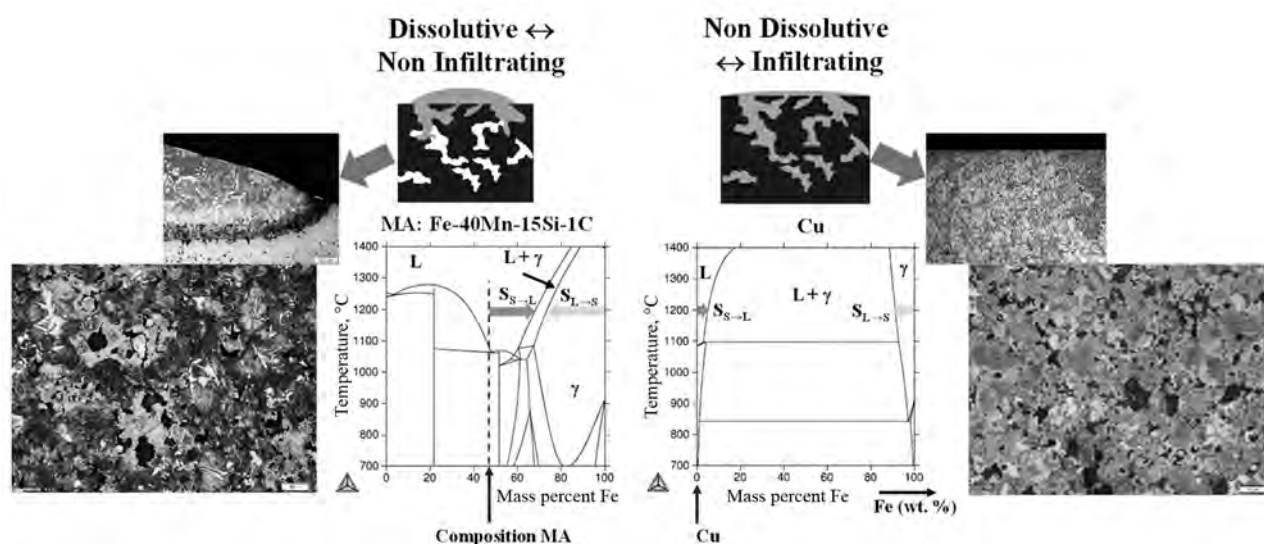 Dissolutive ↔
Non Infiltrating
Non Dissolutive
↔ Infiltrating
MA: Fe-40Mn-15Si-1C
Cu
1400
1300
1200
1100
1000
900
800
700
Temperature, °C
L
L + γ
S S→L
S L→S
γ
0 20 40 60 80 100
Mass percent Fe
Composition MA
1400
1300
1200
1100
1000
900
800
700
Temperature, °C
L
L + γ
γ
S S→L
S L→S
0 20 40 60 80 100
Mass percent Fe
Fe (wt. %)
Cu